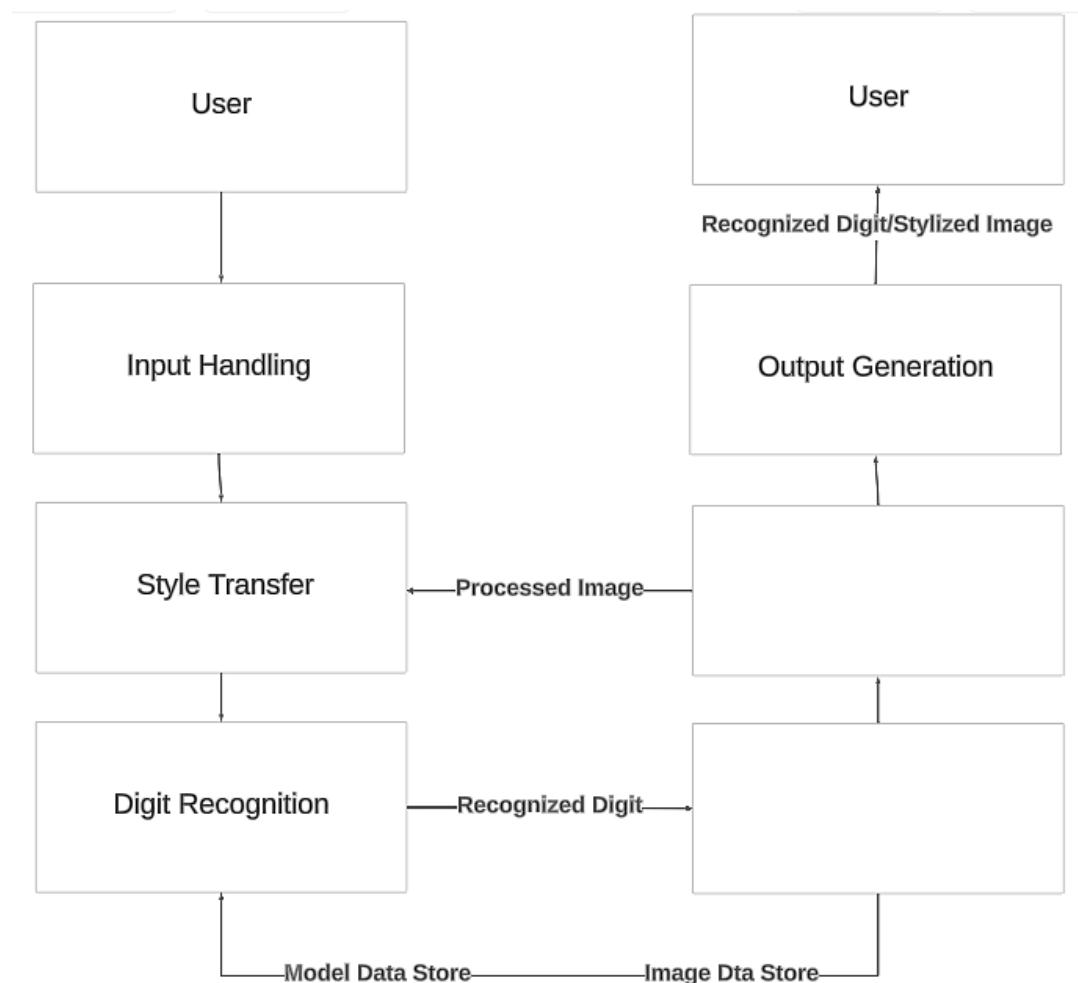 User
User
Recognized Digit/Stylized Image
Input Handling
Output Generation
Style Transfer
Processed Image
Digit Recognition
Recognized Digit
Model Data Store
Image Dta Store